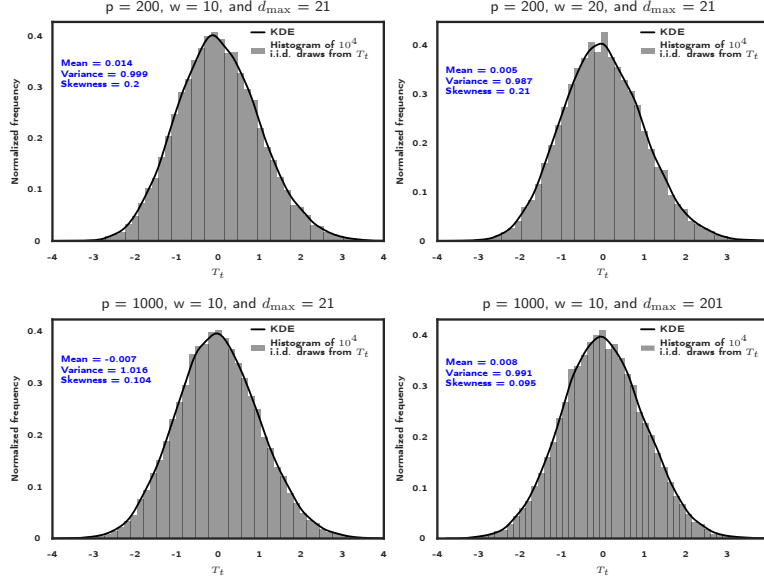 p = 200, w = 10, and d_max = 21
0.4
0.3
0.2
0.1
0
Normalized frequency
Mean = 0.014
Variance = 0.999
Skewness = 0.2
KDE
Histogram of 10^4
i.i.d. draws from T_t
-4 -3 -2 -1 0 1 2 3 4
T_t
p = 200, w = 20, and d_max = 21
0.4
0.3
0.2
0.1
0
Normalized frequency
Mean = 0.005
Variance = 0.987
Skewness = 0.21
KDE
Histogram of 10^4
i.i.d. draws from T_t
-4 -3 -2 -1 0 1 2 3
T_t
p = 1000, w = 10, and d_max = 21
0.4
0.3
0.2
0.1
0
Normalized frequency
Mean = -0.007
Variance = 1.016
Skewness = 0.104
KDE
Histogram of 10^4
i.i.d. draws from T_t
-4 -3 -2 -1 0 1 2 3 4
T_t
p = 1000, w = 10, and d_max = 201
0.4
0.3
0.2
0.1
0
Normalized frequency
Mean = 0.008
Variance = 0.991
Skewness = 0.095
KDE
Histogram of 10^4
i.i.d. draws from T_t
-4 -3 -2 -1 0 1 2 3
T_t